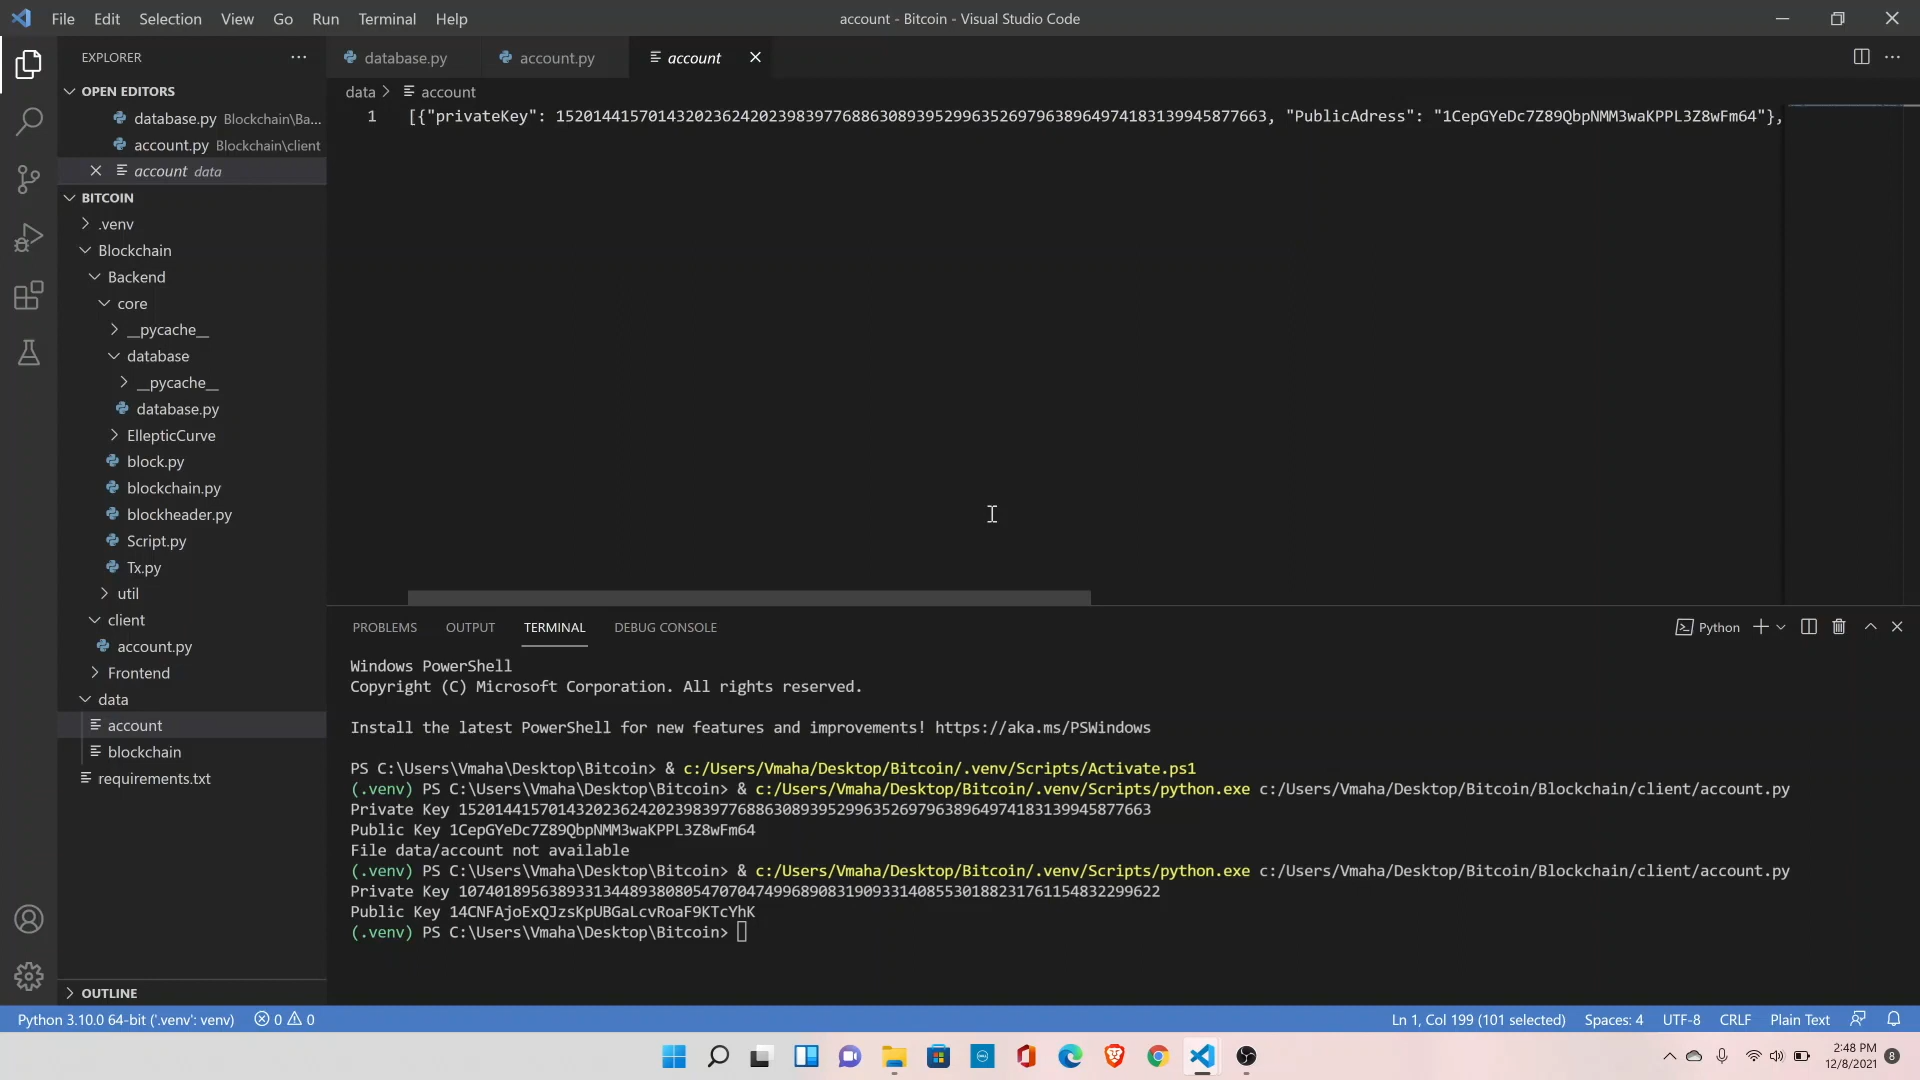 File Edit Selection View Go Run Terminal Help
account - Bitcoin - Visual Studio Code
EXPLORER
OPEN EDITORS
database.py Blockchain\Ba...
account.py Blockchain\client
account data
BITCOIN
.venv
Blockchain
Backend
core
__pycache__
database
__pycache__
database.py
EllepticCurve
block.py
blockchain.py
blockheader.py
Script.py
Tx.py
util
client
account.py
Frontend
data
account
blockchain
requirements.txt
OUTLINE
database.py account.py account
data > account
1 [{"privateKey": 15201441570143202362420239839776886308939529963526979638964974183139945877663, "PublicAdress": "1CepGYeDc7Z89QbpNMM3waKPPL3Z8wFm64"},
PROBLEMS OUTPUT TERMINAL DEBUG CONSOLE
Python
Windows PowerShell
Copyright (C) Microsoft Corporation. All rights reserved.
Install the latest PowerShell for new features and improvements! https://aka.ms/PSWindows
PS C:\Users\Vmaha\Desktop\Bitcoin> & c:/Users/Vmaha/Desktop/Bitcoin/.venv/Scripts/Activate.ps1
(.venv) PS C:\Users\Vmaha\Desktop\Bitcoin> & c:/Users/Vmaha/Desktop/Bitcoin/.venv/Scripts/python.exe c:/Users/Vmaha/Desktop/Bitcoin/Blockchain/client/account.py
Private Key 15201441570143202362420239839776886308939529963526979638964974183139945877663
Public Key 1CepGYeDc7Z89QbpNMM3waKPPL3Z8wFm64
File data/account not available
(.venv) PS C:\Users\Vmaha\Desktop\Bitcoin> & c:/Users/Vmaha/Desktop/Bitcoin/.venv/Scripts/python.exe c:/Users/Vmaha/Desktop/Bitcoin/Blockchain/client/account.py
Private Key 107401895638933134489380805470704749968908319093314085530188231761154832299622
Public Key 14CNFAjoExQJzsKpUBGaLcvRoaF9KTcYhK
(.venv) PS C:\Users\Vmaha\Desktop\Bitcoin>
Python 3.10.0 64-bit ('.venv': venv) 0 0
Ln 1, Col 199 (101 selected) Spaces: 4 UTF-8 CRLF Plain Text
2:48 PM
12/8/2021
8